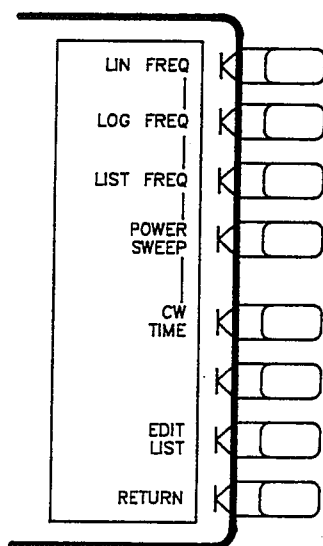 LIN FREQ
LOG FREQ
LIST FREQ
POWER
SWEEP
CW
TIME
EDIT
LIST
RETURN